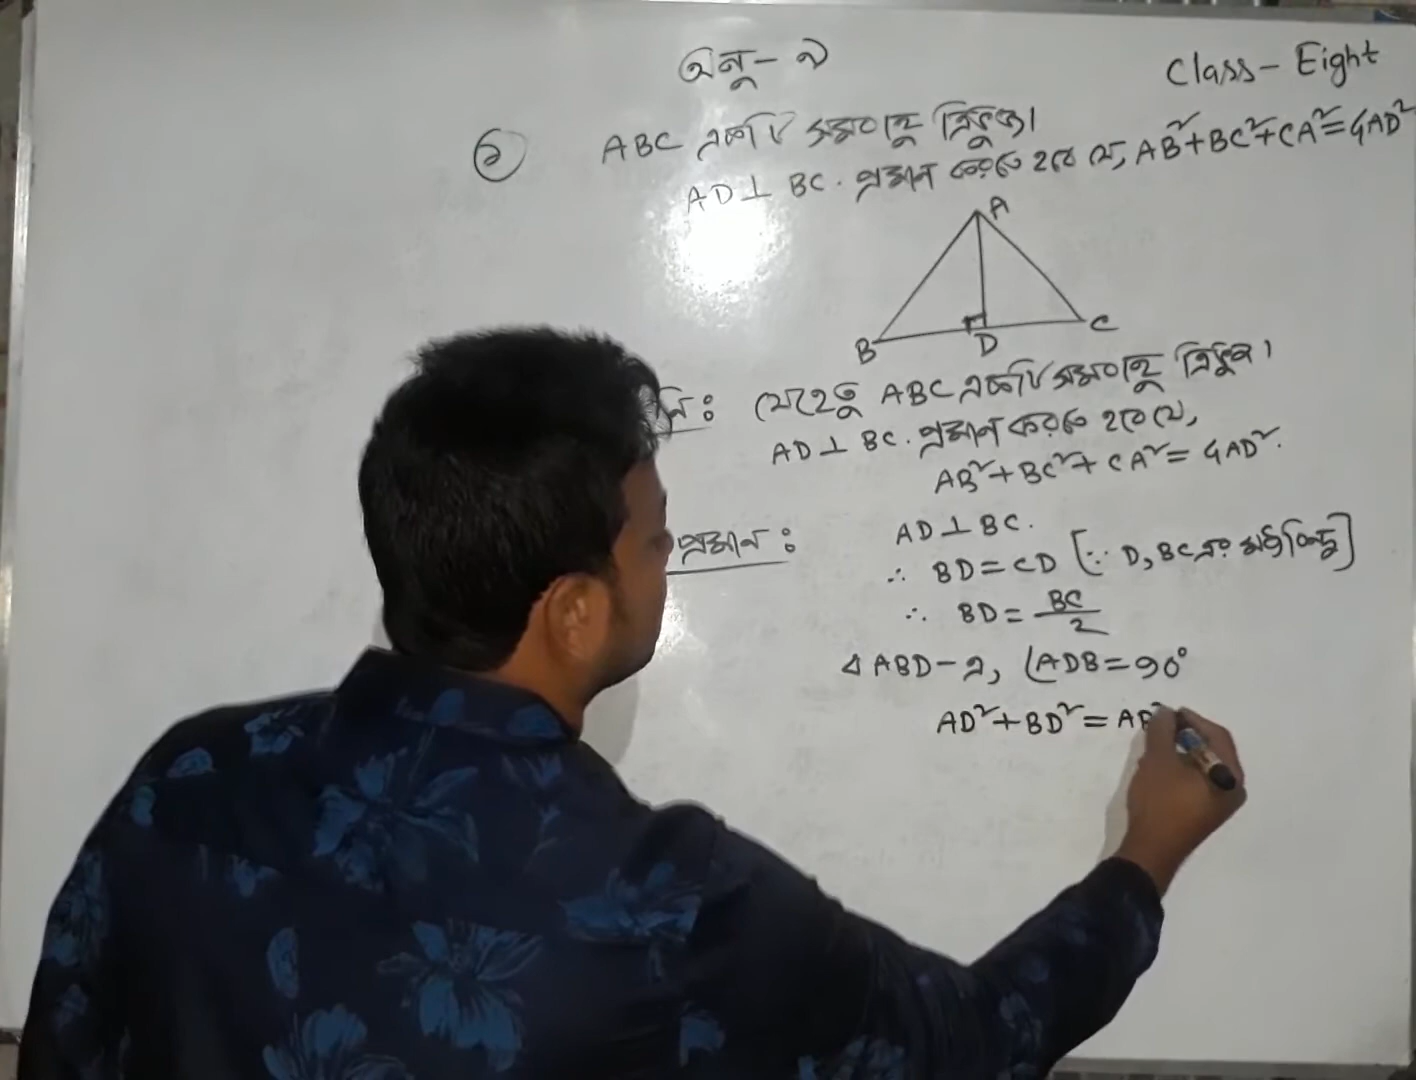 অনু - ৯
Class - Eight
৬ ABC একটি সমবাহু ত্রিভুজ।
AD ⊥ BC. প্রমাণ করতে হবে যে, AB²+BC²+CA²=4AD²
A
B D C
যেহেতু ABC একটি সমবাহু ত্রিভুজ।
AD ⊥ BC. প্রমাণ করতে হবে যে,
AB²+BC²+CA²=4AD².
প্রমাণ : AD ⊥ BC.
∴ BD=CD [∵ D, BC এর মধ্যবিন্দু]
∴ BD = BC/2
△ABD-এ, ∠ADB=90°
AD²+BD²=AB²